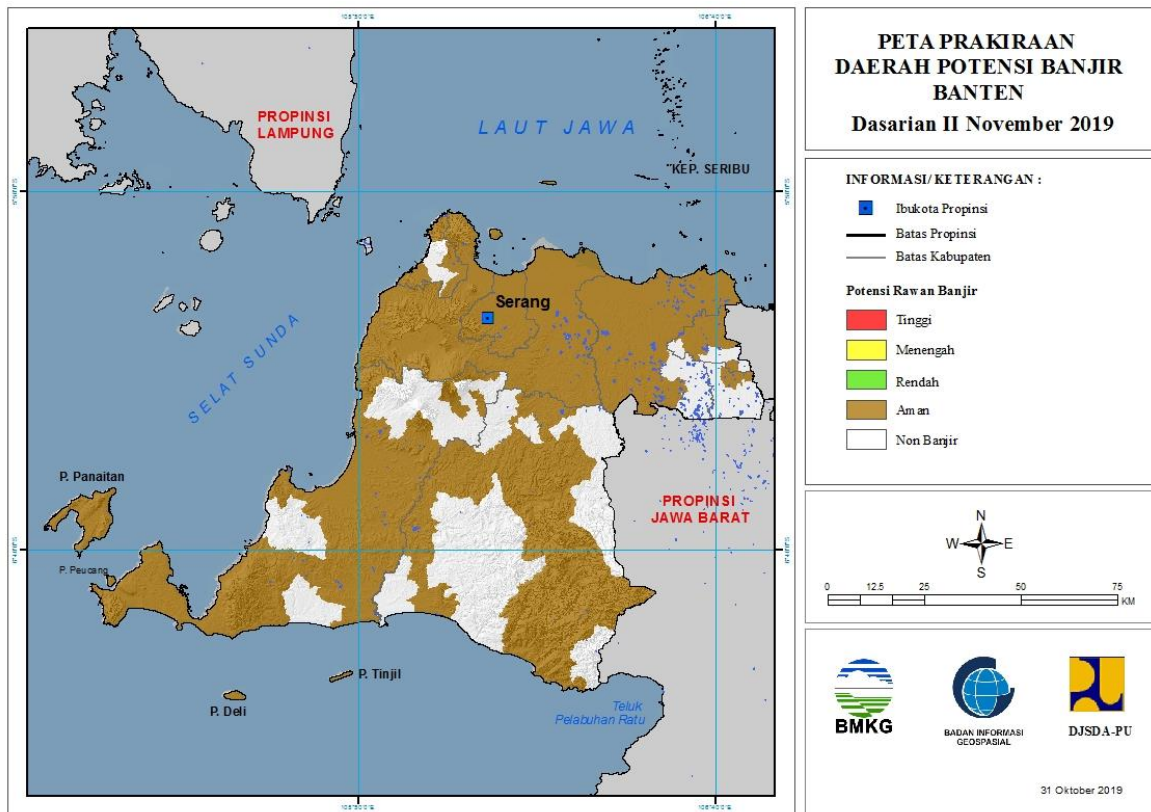 PETA PRAKIRAAN
DAERAH POTENSI BANJIR
BANTEN
Dasarian II November 2019
INFORMASI/ KETERANGAN :
Ibukota Propinsi
Batas Propinsi
Batas Kabupaten
Potensi Rawan Banjir
Tinggi
Menengah
Rendah
Aman
Non Banjir
N
W
E
S
0 12.5 25 50 75
KM
BMKG
BADAN INFORMASI
GEOSPASIAL
DJSDA-PU
31 Oktober 2019
PROPINSI
LAMPUNG
LAUT JAWA
KEP. SERIBU
Serang
SELAT SUNDA
P. Panaitan
P. Peucang
PROPINSI
JAWA BARAT
P. Tinjil
P. Deli
Teluk
Pelabuhan Ratu